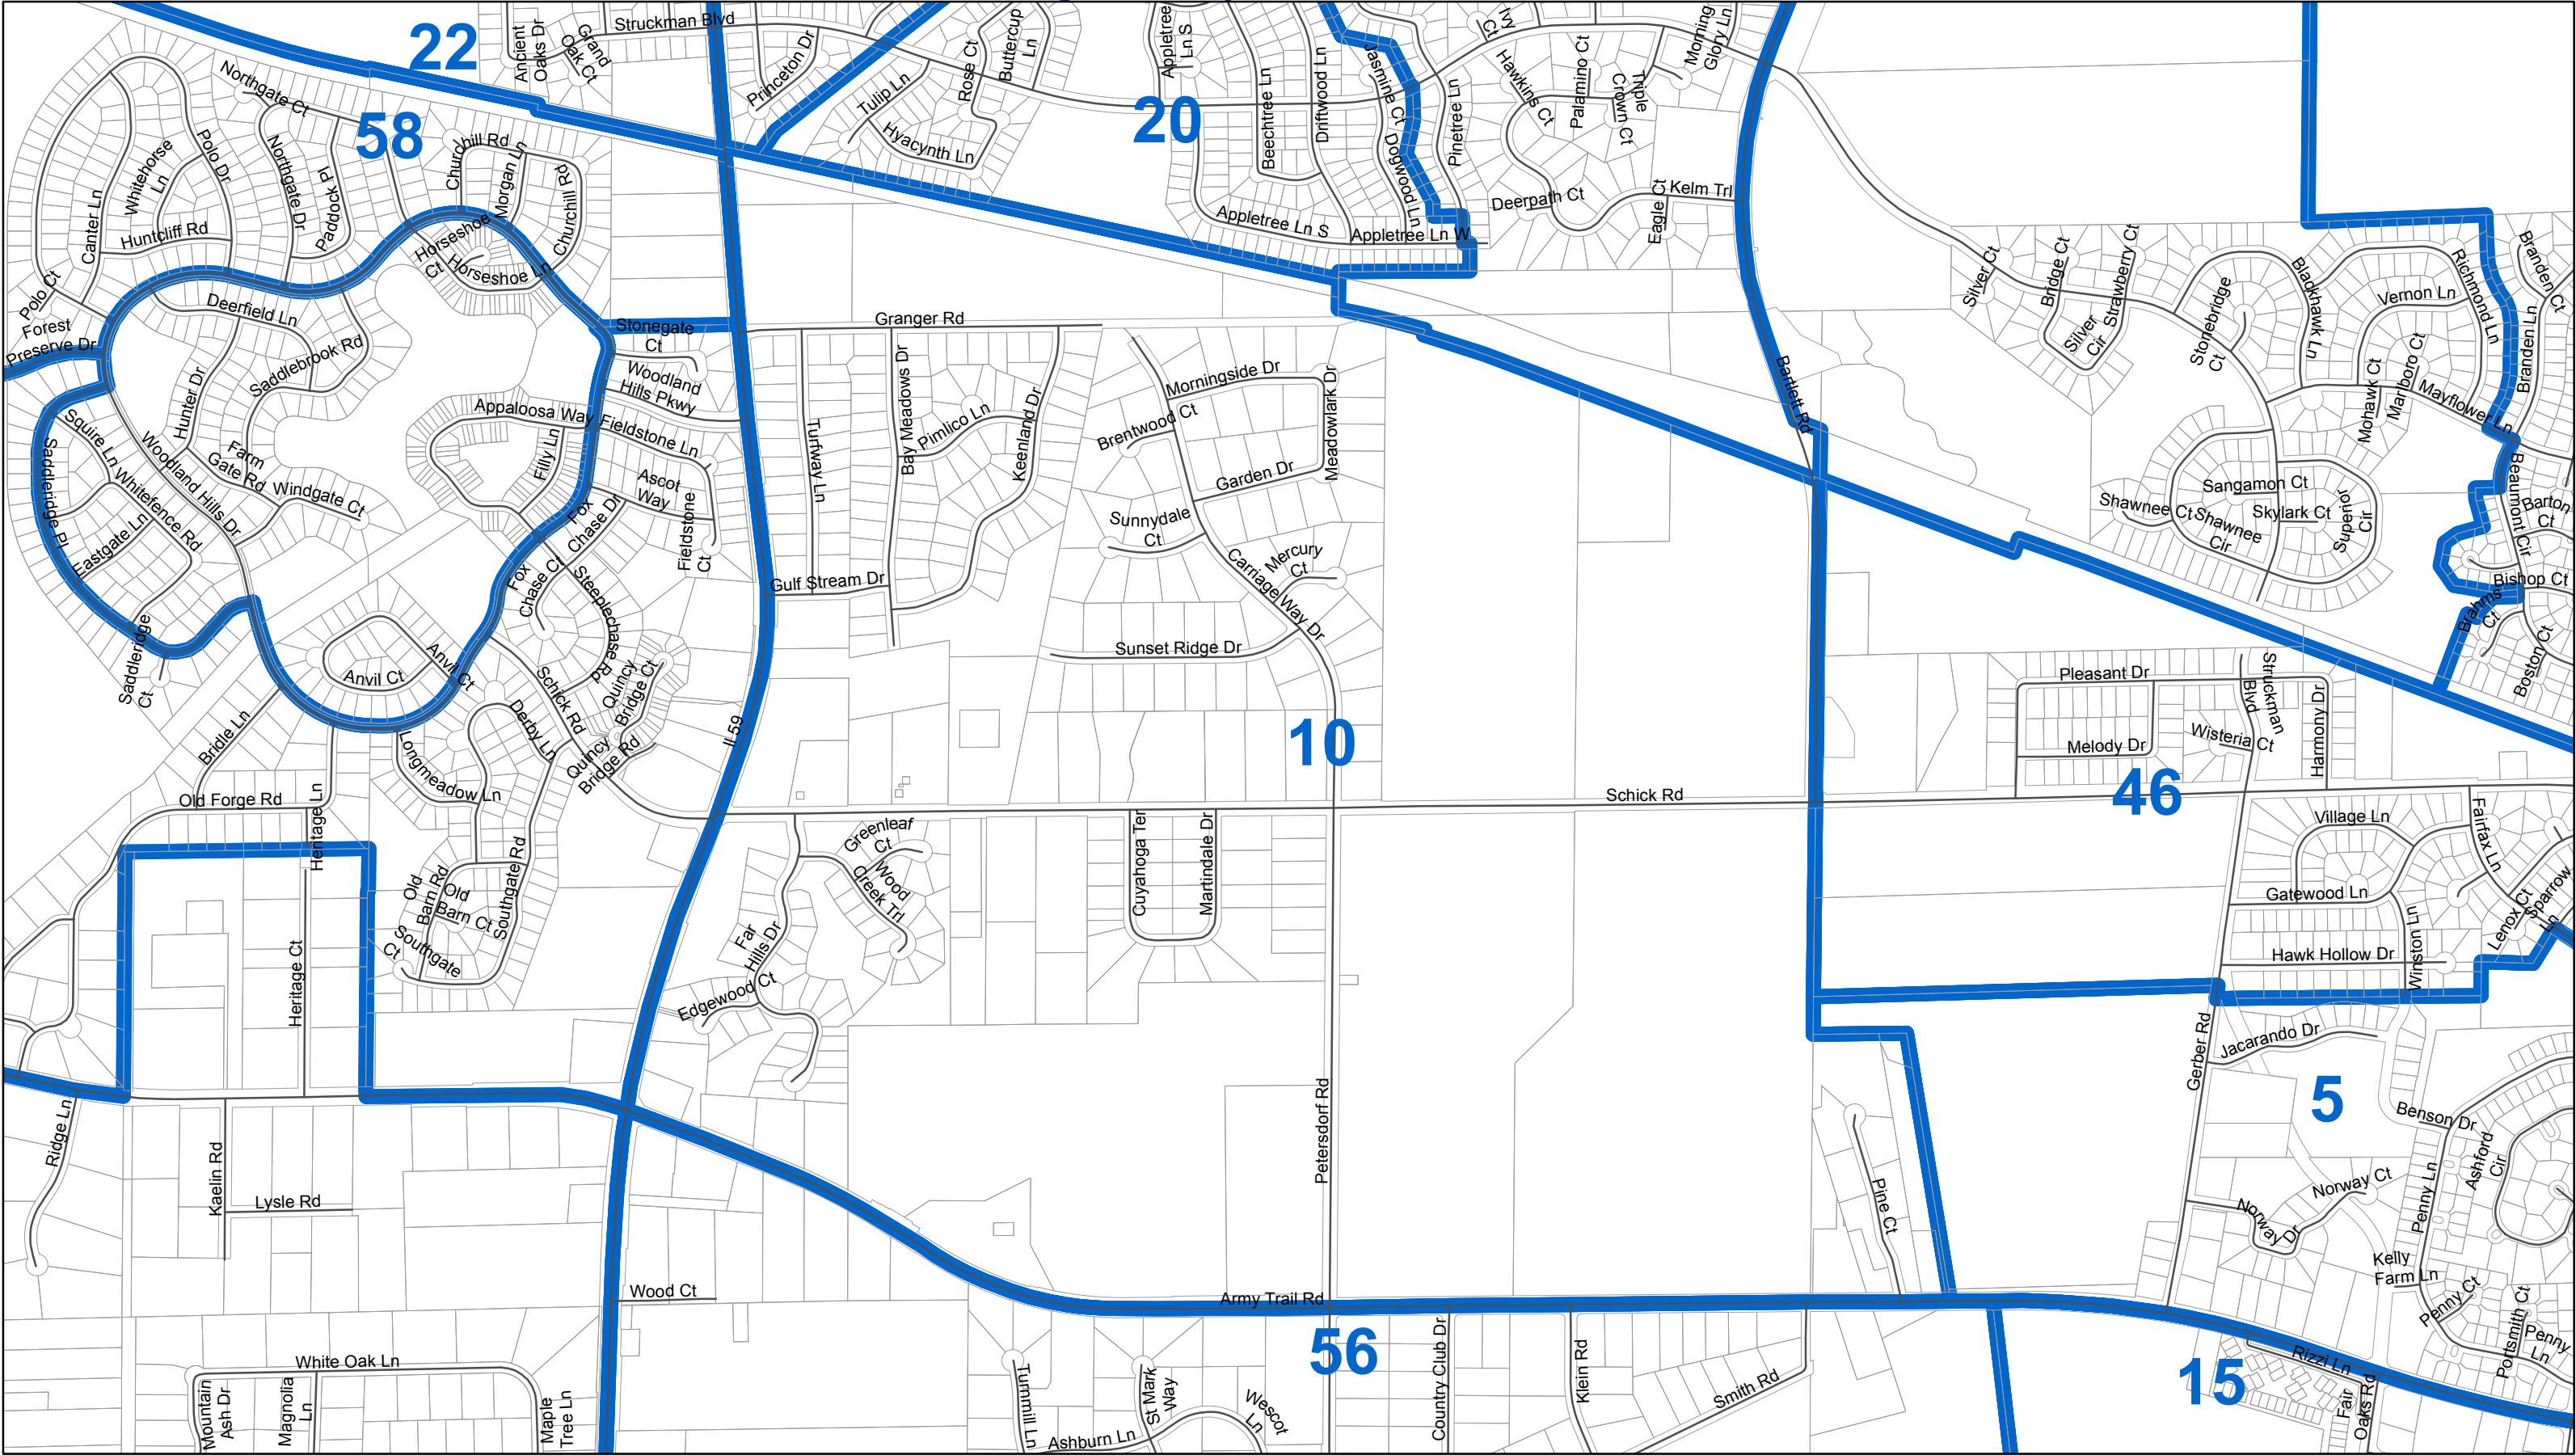 22
58
20
10
46
5
56
15
Struckman Blvd
Ancient
Oaks Dr
Grand
Oak Ct
Princeton Dr
Tulip Ln
Rose Ct
Buttercup
Ln
Hyacynth Ln
Appletree
Ln S
Beechtree Ln
Driftwood Ln
Jasmine Ct
Dogwood Ln
Pinetree Ln
Appletree Ln S
Appletree Ln W
Ivy
Ct
Hawkins Ct
Palamino Ct
Triple
Crown Ct
Morning
Glory Ln
Deerpath Ct
Eagle Ct
Kelm Trl
Northgate Ct
Polo Dr
Whitehorse
Ln
Northgate Dr
Paddock Pl
Canter Ln
Huntcliff Rd
Churchill Rd
Churchill Rd
Morgan Ln
Churchill Rd
Horseshoe
Ct
Horseshoe Ln
Polo Ct
Forest
Preserve Dr
Deerfield Ln
Saddlebrook Rd
Hunter Dr
Squire Ln
Woodland Hills Dr
Farm
Gate Rd
Windgate Ct
Whitefence Rd
Saddleridge Pl
Eastgate Ln
Saddleridge
Ct
Stonegate
Ct
Woodland
Hills Pkwy
Appaloosa Way
Fieldstone Ln
Filly Ln
Ascot
Way
Fieldstone
Ct
Fox
Chase Dr
Fox
Chase Ct
Steeplechase Rd
Anvil Ct
Anvil Ct
Schick Rd
Quincy
Bridge Ct
Quincy
Bridge Rd
Derby Ln
Bridle Ln
Longmeadow Ln
Old Forge Rd
Heritage Ln
Heritage Ct
Old
Barn Rd
Old
Barn Ct
Southgate Rd
Southgate
Ct
IL 59
Granger Rd
Turfway Ln
Bay Meadows Dr
Pimlico Ln
Keenland Dr
Gulf Stream Dr
Morningside Dr
Brentwood Ct
Meadowlark Dr
Garden Dr
Sunnydale
Ct
Mercury
Ct
Carriage Way Dr
Sunset Ridge Dr
Schick Rd
Bartlett Rd
Greenleaf
Ct
Wood
Creek Trl
Far
Hills Dr
Edgewood Ct
Cuyahoga Ter
Martindale Dr
Petersdorf Rd
Silver Ct
Bridge Ct
Strawberry Ct
Silver
Cir
Stonebridge
Ct
Blackhawk Ln
Vernon Ln
Richmond Ln
Branden Ct
Branden Ln
Mohawk Ct
Marlboro Ct
Mayflower Ln
Sangamon Ct
Shawnee Ct
Shawnee
Cir
Skylark Ct
Superior
Cir
Beaumont Cir
Barton
Ct
Bishop Ct
Brahms
Ct
Boston Ct
Pleasant Dr
Struckman
Blvd
Melody Dr
Wisteria Ct
Harmony Dr
Village Ln
Fairfax Ln
Gatewood Ln
Winston Ln
Lenox Ct
Sparrow
Ln
Hawk Hollow Dr
Gerber Rd
Jacarando Dr
Benson Dr
Ashford
Cir
Penny Ln
Norway Ct
Norway
Dr
Kelly
Farm Ln
Penny Ct
Portsmith Ct
Penny
Ln
Pine Ct
Rizzi Ln
Fair
Oaks Rd
Ridge Ln
Kaelin Rd
Lysle Rd
Wood Ct
Army Trail Rd
White Oak Ln
Mountain
Ash Dr
Magnolia
Ln
Maple
Tree Ln
Turnmill Ln
St Mark
Way
Ashburn Ln
Wescot
Ln
Country Club Dr
Klein Rd
Smith Rd